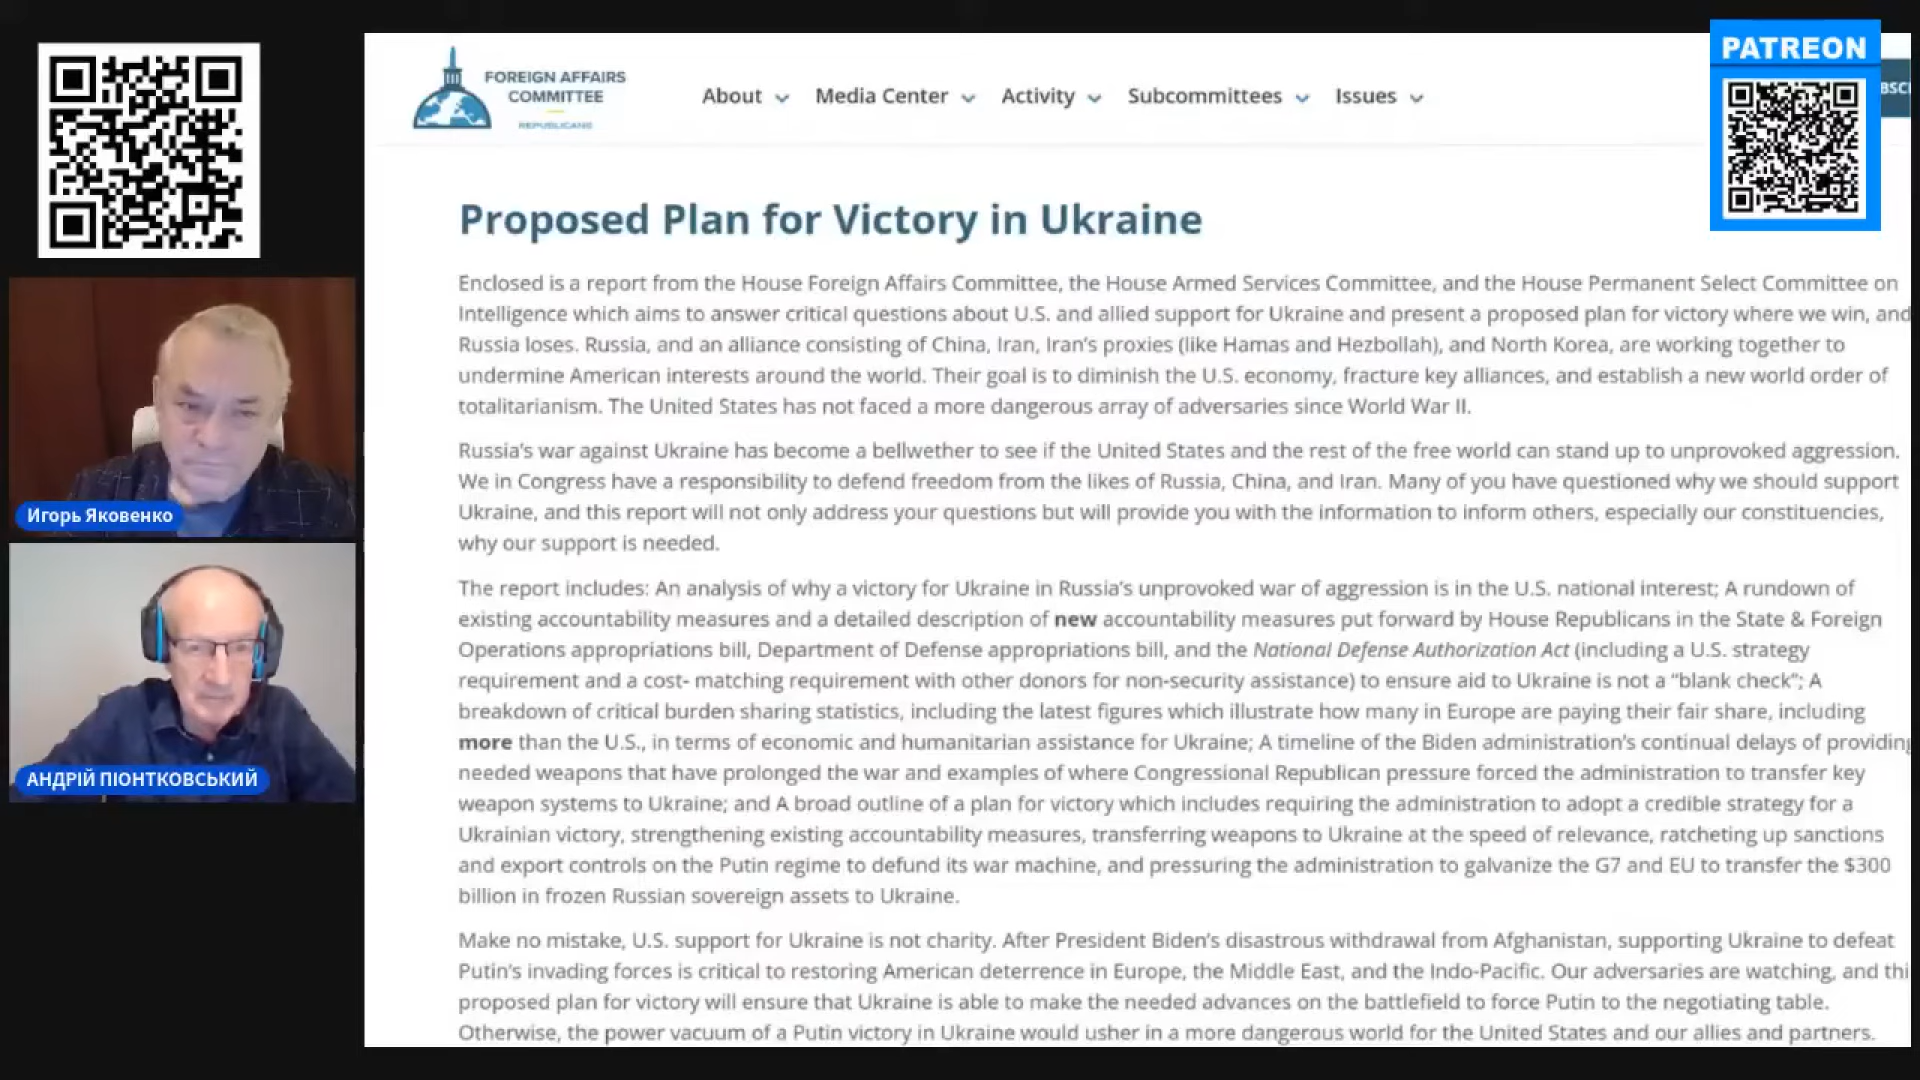 FOREIGN AFFAIRS
COMMITTEE
REPUBLICANS
About
Media Center
Activity
Subcommittees
Issues
PATREON
Proposed Plan for Victory in Ukraine
Enclosed is a report from the House Foreign Affairs Committee, the House Armed Services Committee, and the House Permanent Select Committee on
Intelligence which aims to answer critical questions about U.S. and allied support for Ukraine and present a proposed plan for victory where we win, and
Russia loses. Russia, and an alliance consisting of China, Iran, Iran's proxies (like Hamas and Hezbollah), and North Korea, are working together to
undermine American interests around the world. Their goal is to diminish the U.S. economy, fracture key alliances, and establish a new world order of
totalitarianism. The United States has not faced a more dangerous array of adversaries since World War II.
Russia's war against Ukraine has become a bellwether to see if the United States and the rest of the free world can stand up to unprovoked aggression.
We in Congress have a responsibility to defend freedom from the likes of Russia, China, and Iran. Many of you have questioned why we should support
Ukraine, and this report will not only address your questions but will provide you with the information to inform others, especially our constituencies,
why our support is needed.
The report includes: An analysis of why a victory for Ukraine in Russia's unprovoked war of aggression is in the U.S. national interest; A rundown of
existing accountability measures and a detailed description of new accountability measures put forward by House Republicans in the State & Foreign
Operations appropriations bill, Department of Defense appropriations bill, and the National Defense Authorization Act (including a U.S. strategy
requirement and a cost- matching requirement with other donors for non-security assistance) to ensure aid to Ukraine is not a “blank check”; A
breakdown of critical burden sharing statistics, including the latest figures which illustrate how many in Europe are paying their fair share, including
more than the U.S., in terms of economic and humanitarian assistance for Ukraine; A timeline of the Biden administration's continual delays of providing
needed weapons that have prolonged the war and examples of where Congressional Republican pressure forced the administration to transfer key
weapon systems to Ukraine; and A broad outline of a plan for victory which includes requiring the administration to adopt a credible strategy for a
Ukrainian victory, strengthening existing accountability measures, transferring weapons to Ukraine at the speed of relevance, ratcheting up sanctions
and export controls on the Putin regime to defund its war machine, and pressuring the administration to galvanize the G7 and EU to transfer the $300
billion in frozen Russian sovereign assets to Ukraine.
Make no mistake, U.S. support for Ukraine is not charity. After President Biden's disastrous withdrawal from Afghanistan, supporting Ukraine to defeat
Putin's invading forces is critical to restoring American deterrence in Europe, the Middle East, and the Indo-Pacific. Our adversaries are watching, and thi
proposed plan for victory will ensure that Ukraine is able to make the needed advances on the battlefield to force Putin to the negotiating table.
Otherwise, the power vacuum of a Putin victory in Ukraine would usher in a more dangerous world for the United States and our allies and partners.
Игорь Яковенко
АНДРІЙ ПІОНТКОВСЬКИЙ